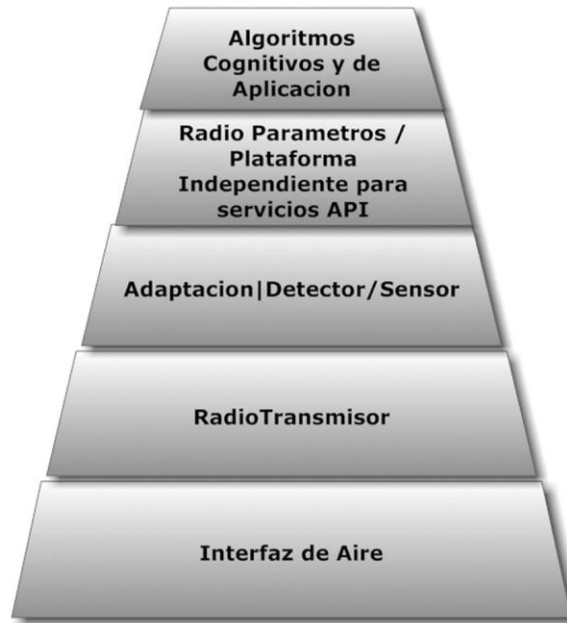 Algoritmos
Cognitivos y de
Aplicacion
Radio Parametros /
Plataforma
Independiente para
servicios API
Adaptacion|Detector/Sensor
RadioTransmisor
Interfaz de Aire